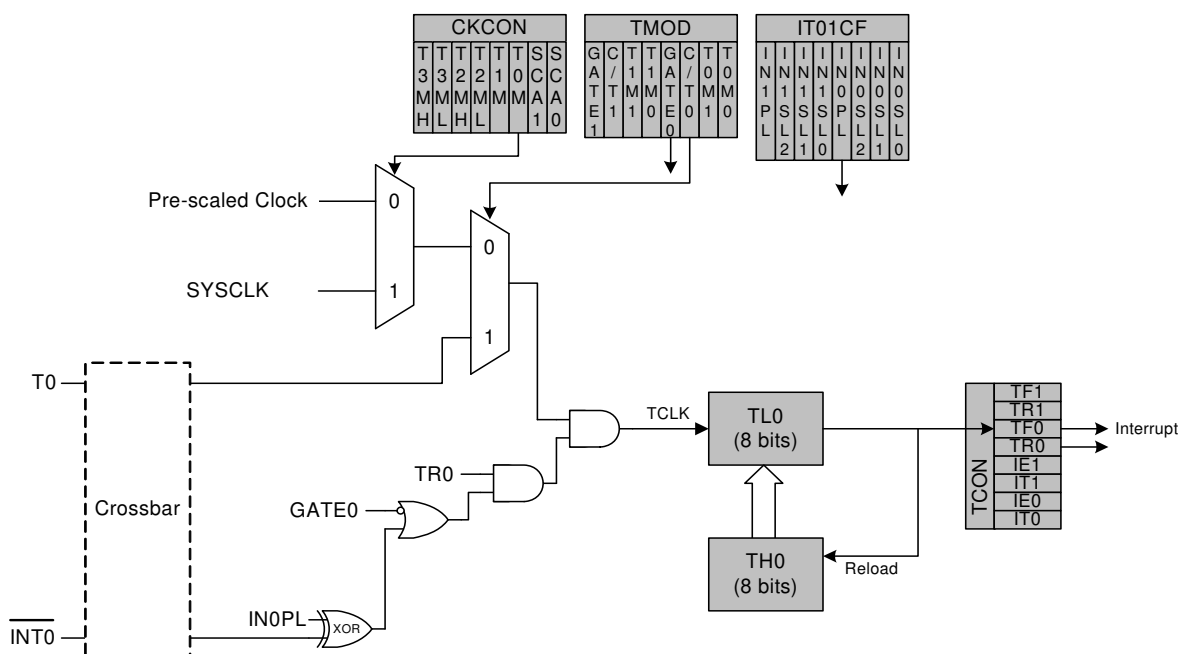 CKCON
T3MH T3ML T2MH T2ML T1M T0M SCA1 SCA0
TMOD
GATE1 C/T1 T1M1 T1M0 GATE0 C/T0 T0M1 T0M0
IT01CF
IN1PL IN1SL2 IN1SL1 IN1SL0 IN0PL IN0SL2 IN0SL1 IN0SL0
Pre-scaled Clock
0
SYSCLK
1
0
1
T0
Crossbar
INT0
GATE0
TR0
IN0PL
XOR
TCLK
TL0
(8 bits)
TH0
(8 bits)
Reload
TCON
TF1
TR1
TF0
TR0
IE1
IT1
IE0
IT0
Interrupt